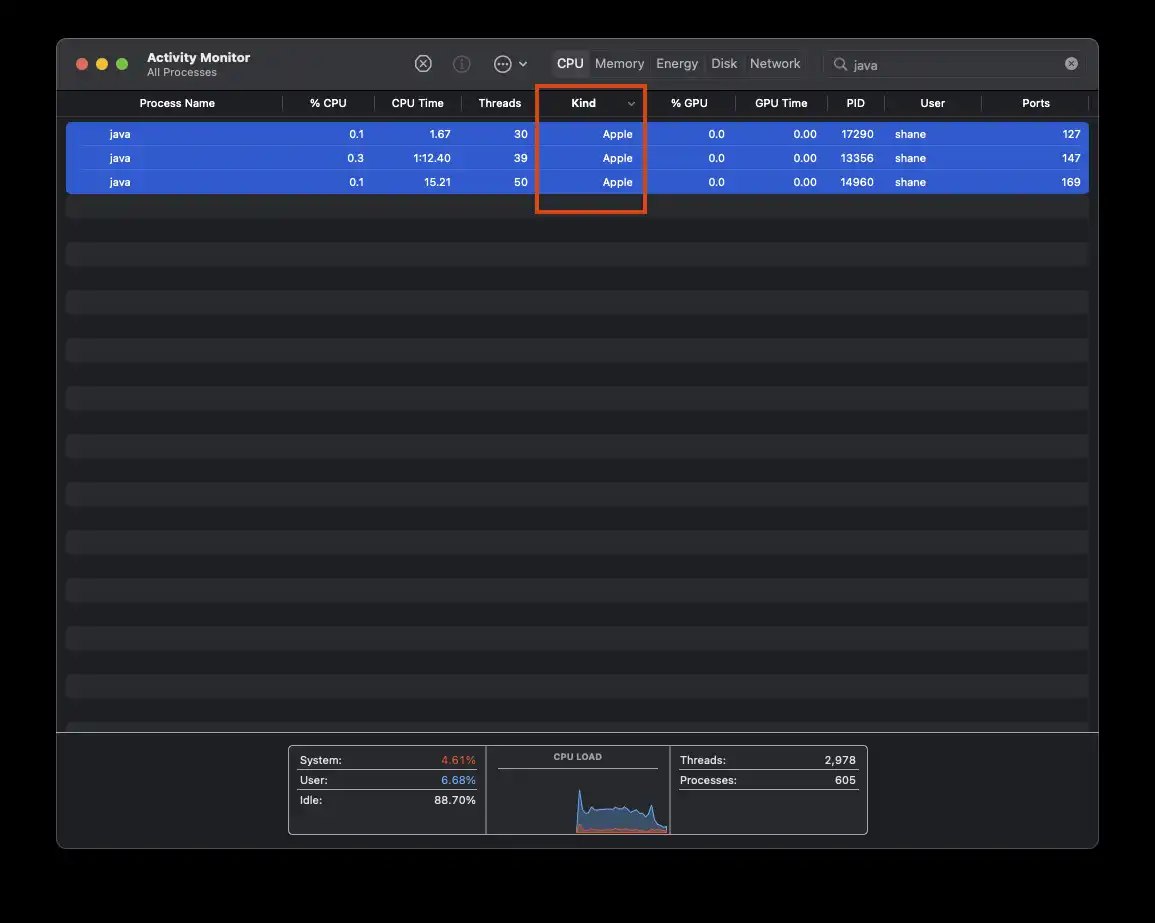 Activity Monitor
All Processes
CPU Memory Energy Disk Network
java
Process Name % CPU CPU Time Threads Kind % GPU GPU Time PID User Ports
java 0.1 1.67 30 Apple 0.0 0.00 17290 shane 127
java 0.3 1:12.40 39 Apple 0.0 0.00 13356 shane 147
java 0.1 15.21 50 Apple 0.0 0.00 14960 shane 169
System: 4.61%
User: 6.68%
Idle: 88.70%
CPU LOAD
Threads: 2,978
Processes: 605